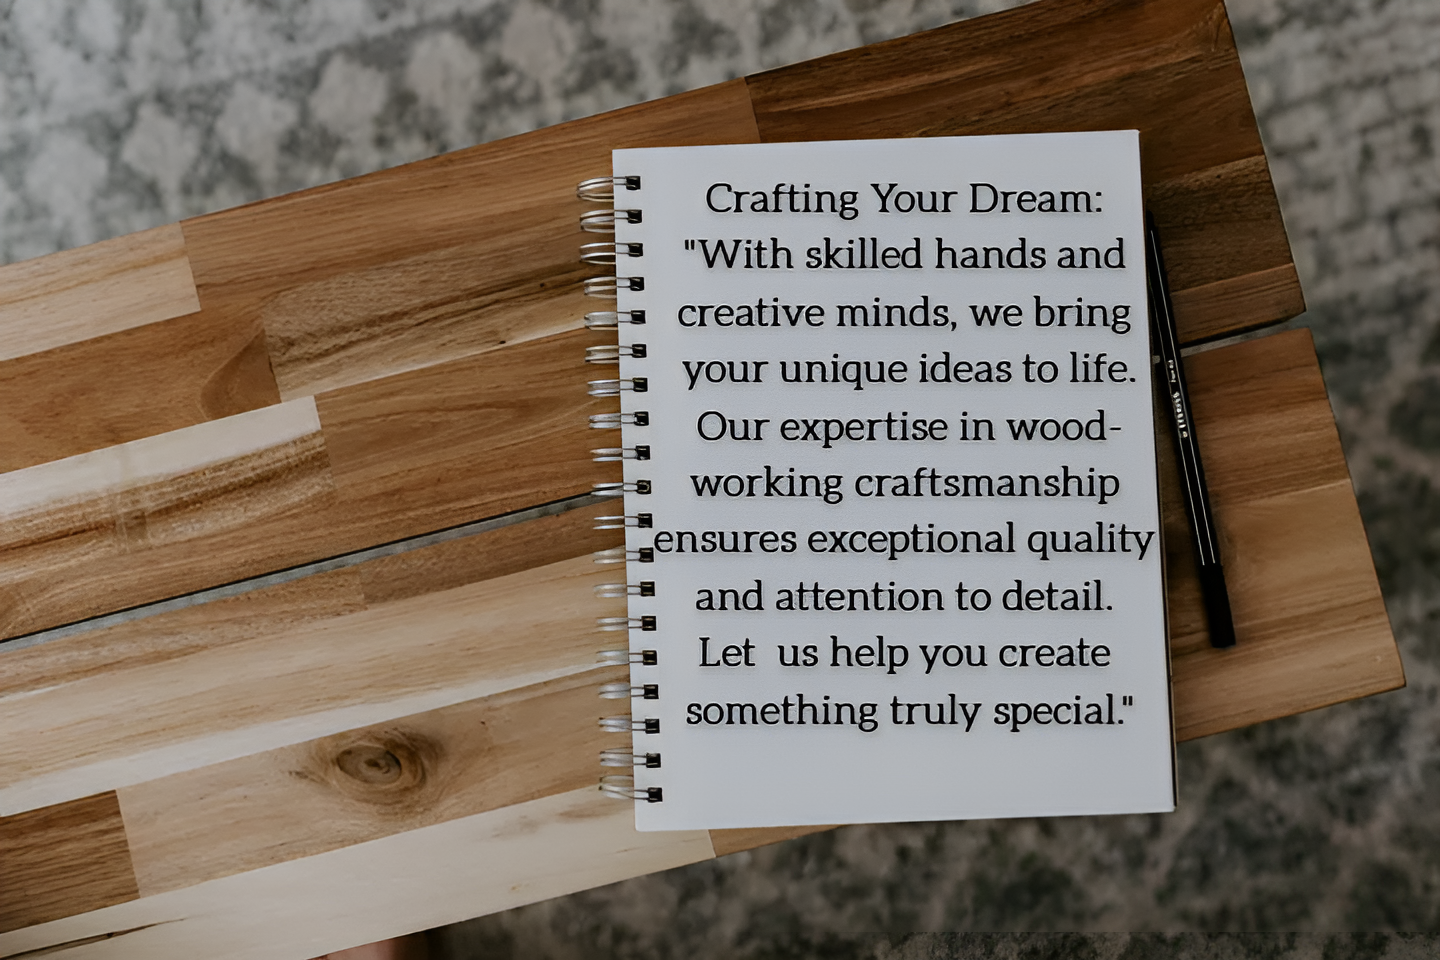 Crafting Your Dream:
"With skilled hands and
creative minds, we bring
your unique ideas to life.
Our expertise in wood-
working craftsmanship
ensures exceptional quality
and attention to detail.
Let  us help you create
something truly special."